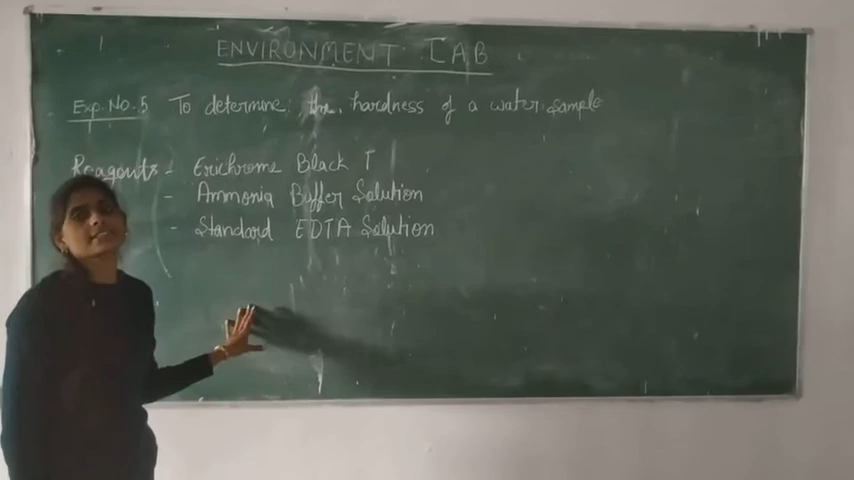 ENVIRONMENT LAB
Exp. No. 5 To determine the hardness of a water sample
Reagents - Erichrome Black T
- Ammonia Buffer Solution
- Standard EDTA Solution